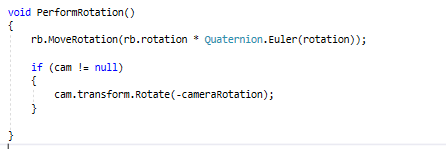 void PerformRotation()
{
    rb.MoveRotation(rb.rotation * Quaternion.Euler(rotation));
    if (cam != null)
    {
        cam.transform.Rotate(-cameraRotation);
    }
}